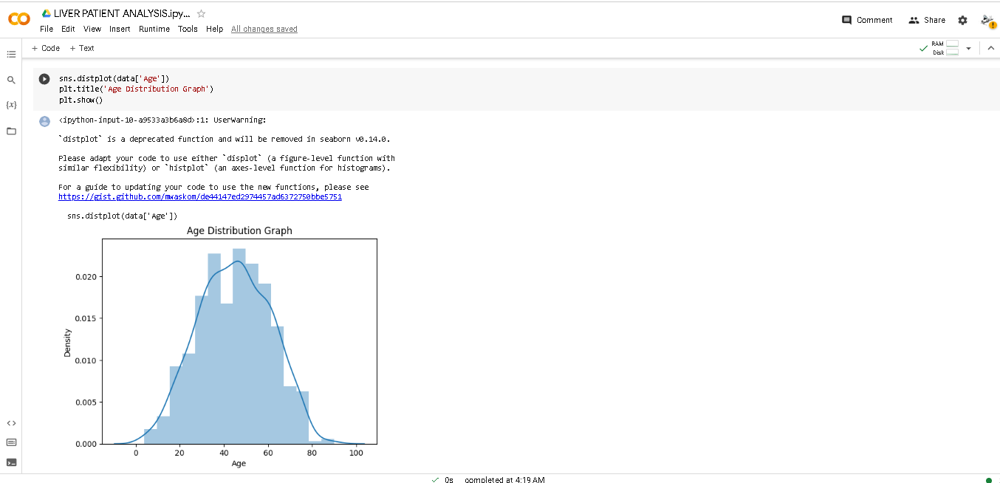 LIVER PATIENT ANALYSIS.ipy...
Comment
Share
File Edit View Insert Runtime Tools Help All changes saved
+ Code + Text
RAM
Disk
{x}
sns.distplot(data['Age'])
plt.title('Age Distribution Graph')
plt.show()
<ipython-input-10-a9533a3b6a8d>:1: UserWarning:
`distplot` is a deprecated function and will be removed in seaborn v0.14.0.
Please adapt your code to use either `displot` (a figure-level function with
similar flexibility) or `histplot` (an axes-level function for histograms).
For a guide to updating your code to use the new functions, please see
https://gist.github.com/mwaskom/de44147ed2974457ad6372750bbe5751
sns.distplot(data['Age'])
Age Distribution Graph
0.020
0.015
0.010
0.005
0.000
Density
0 20 40 60 80 100
Age
0s completed at 4:19 AM